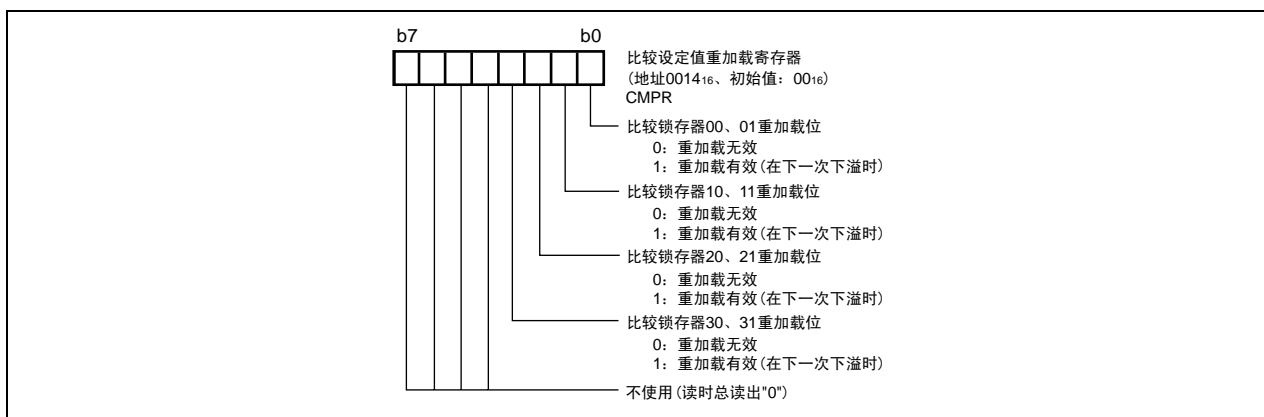 b7 b0
比较设定值重加载寄存器
(地址0014₁₆、初始值：00₁₆)
CMPR
比较锁存器00、01重加载位
0：重加载无效
1：重加载有效(在下一次下溢时)
比较锁存器10、11重加载位
0：重加载无效
1：重加载有效(在下一次下溢时)
比较锁存器20、21重加载位
0：重加载无效
1：重加载有效(在下一次下溢时)
比较锁存器30、31重加载位
0：重加载无效
1：重加载有效(在下一次下溢时)
不使用(读时总读出"0")